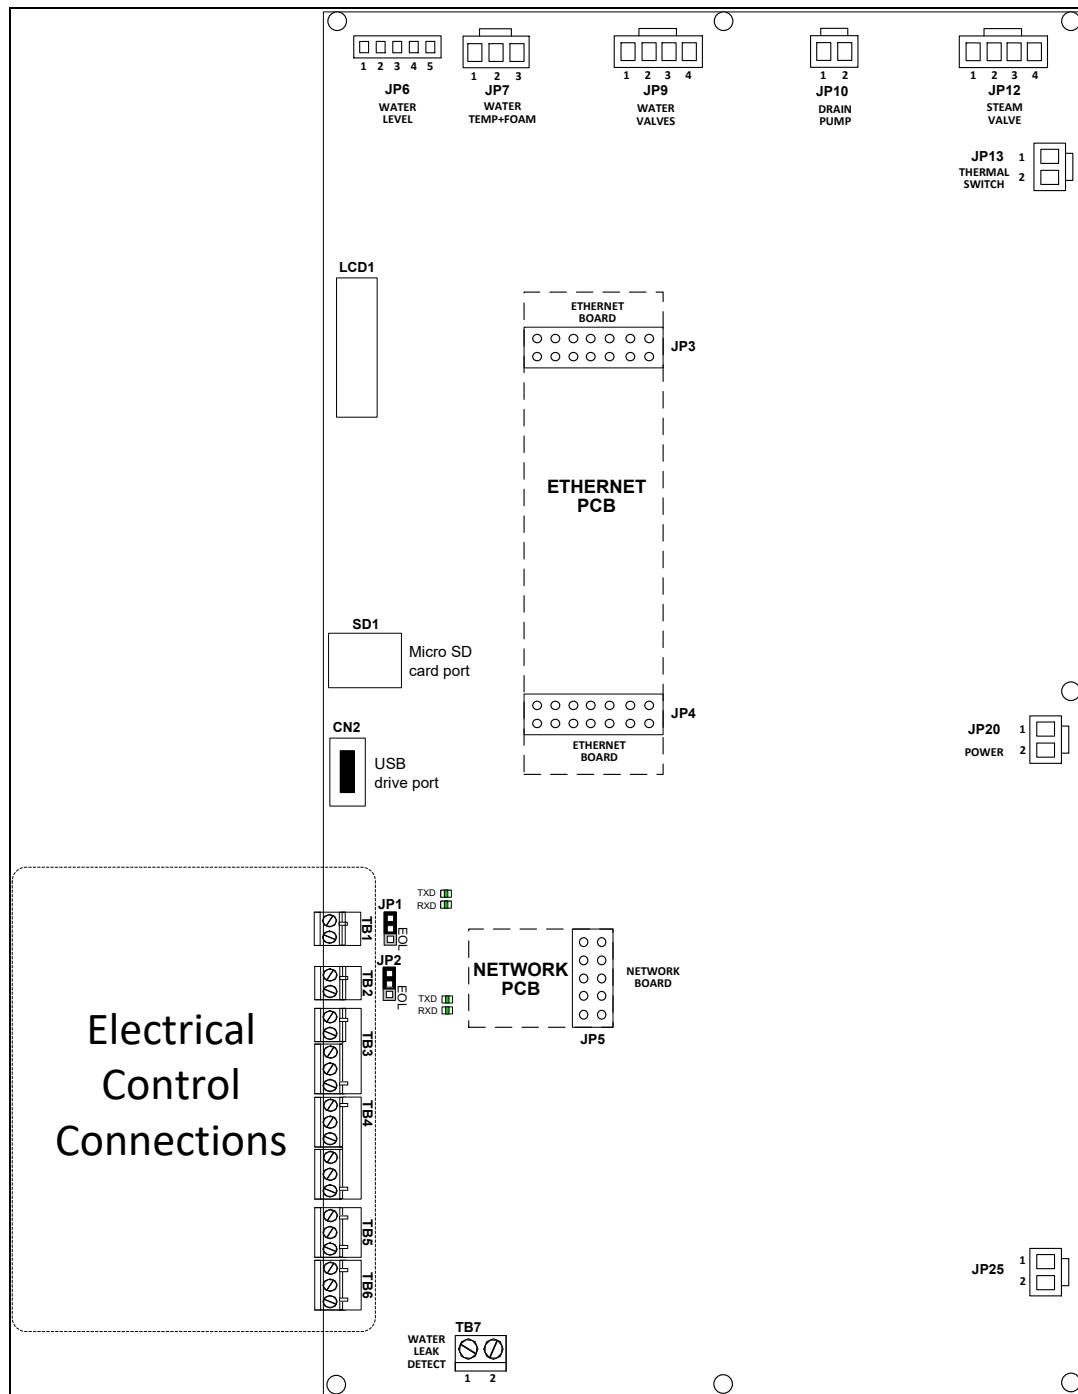 1 2 3 4 5
JP6
WATER
LEVEL
1 2 3
JP7
WATER
TEMP+FOAM
1 2 3 4
JP9
WATER
VALVES
1 2
JP10
DRAIN
PUMP
1 2 3 4
JP12
STEAM
VALVE
JP13
THERMAL
SWITCH
1
2
LCD1
ETHERNET
BOARD
JP3
ETHERNET
PCB
SD1
Micro SD
card port
JP4
ETHERNET
BOARD
CN2
USB
drive port
JP20
POWER
1
2
TXD
RXD
JP1
EOL
TB1
JP2
EOL
TB2
TXD
RXD
NETWORK
PCB
NETWORK
BOARD
JP5
Electrical
Control
Connections
TB3
TB4
TB5
TB6
JP25
1
2
TB7
WATER
LEAK
DETECT
1 2